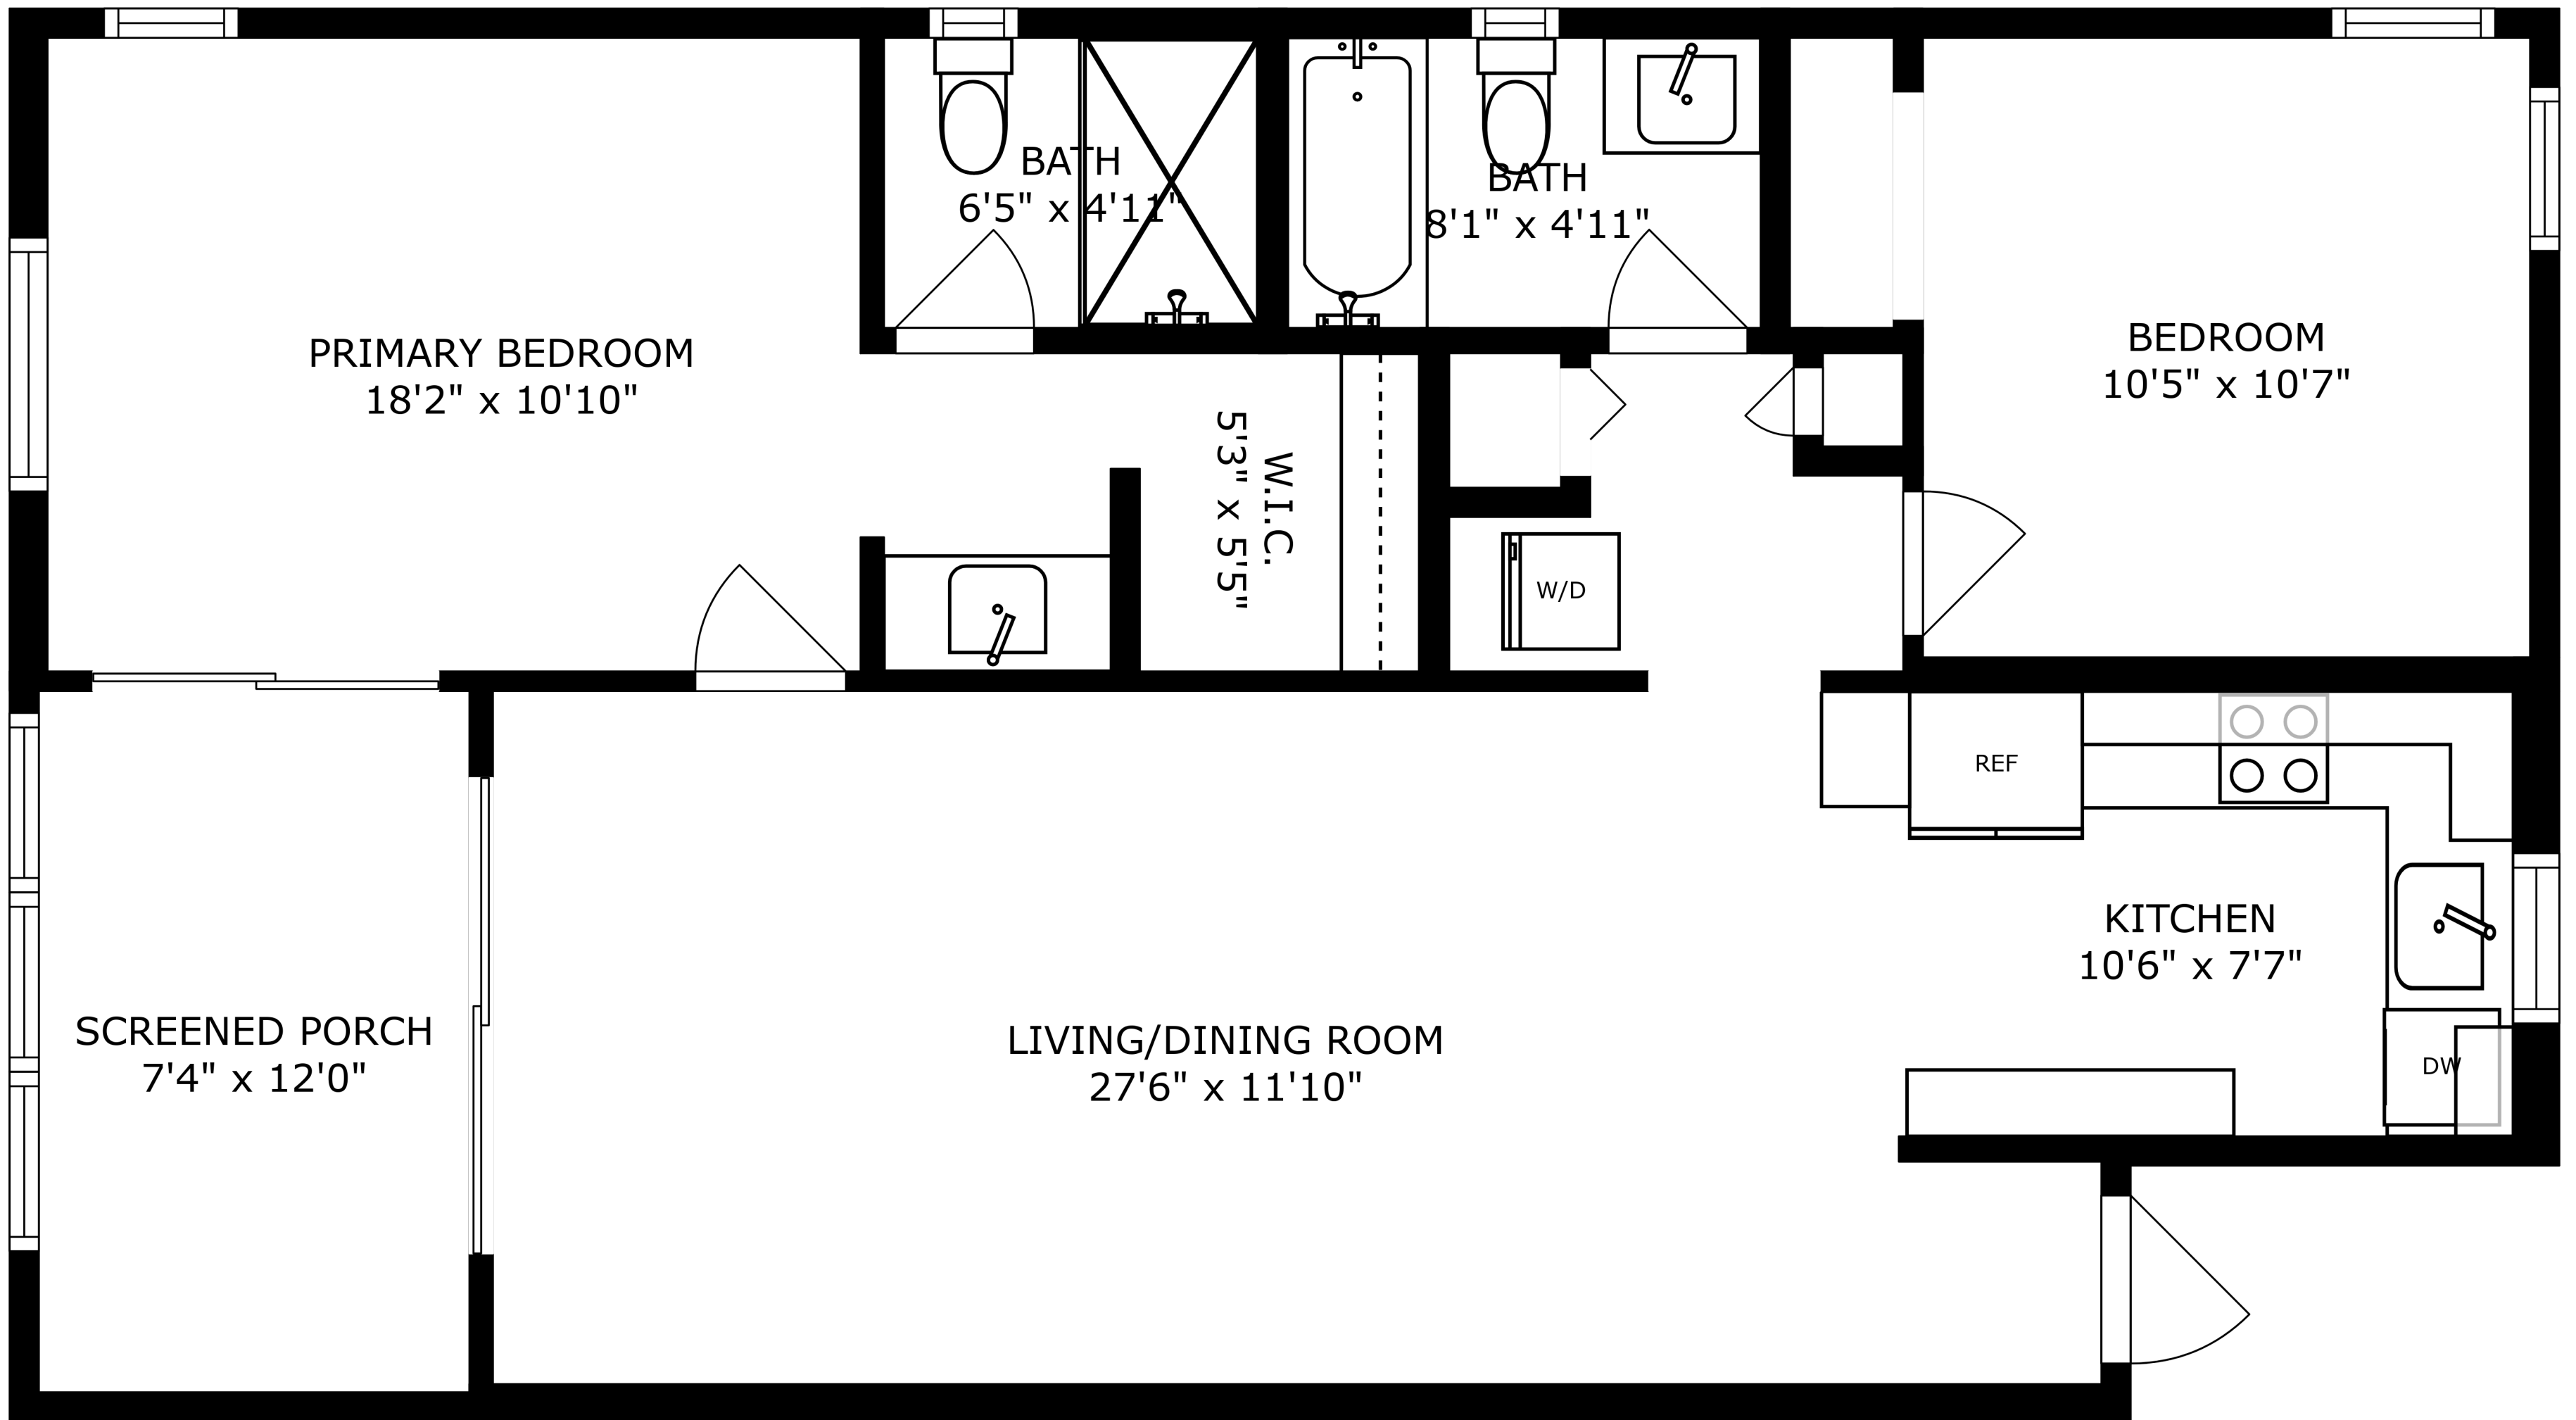 BATH
6'5" x 4'11"
BATH
8'1" x 4'11"
PRIMARY BEDROOM
18'2" x 10'10"
BEDROOM
10'5" x 10'7"
W.I.C.
5'3" x 5'5"
W/D
REF
KITCHEN
10'6" x 7'7"
SCREENED PORCH
7'4" x 12'0"
LIVING/DINING ROOM
27'6" x 11'10"
DW